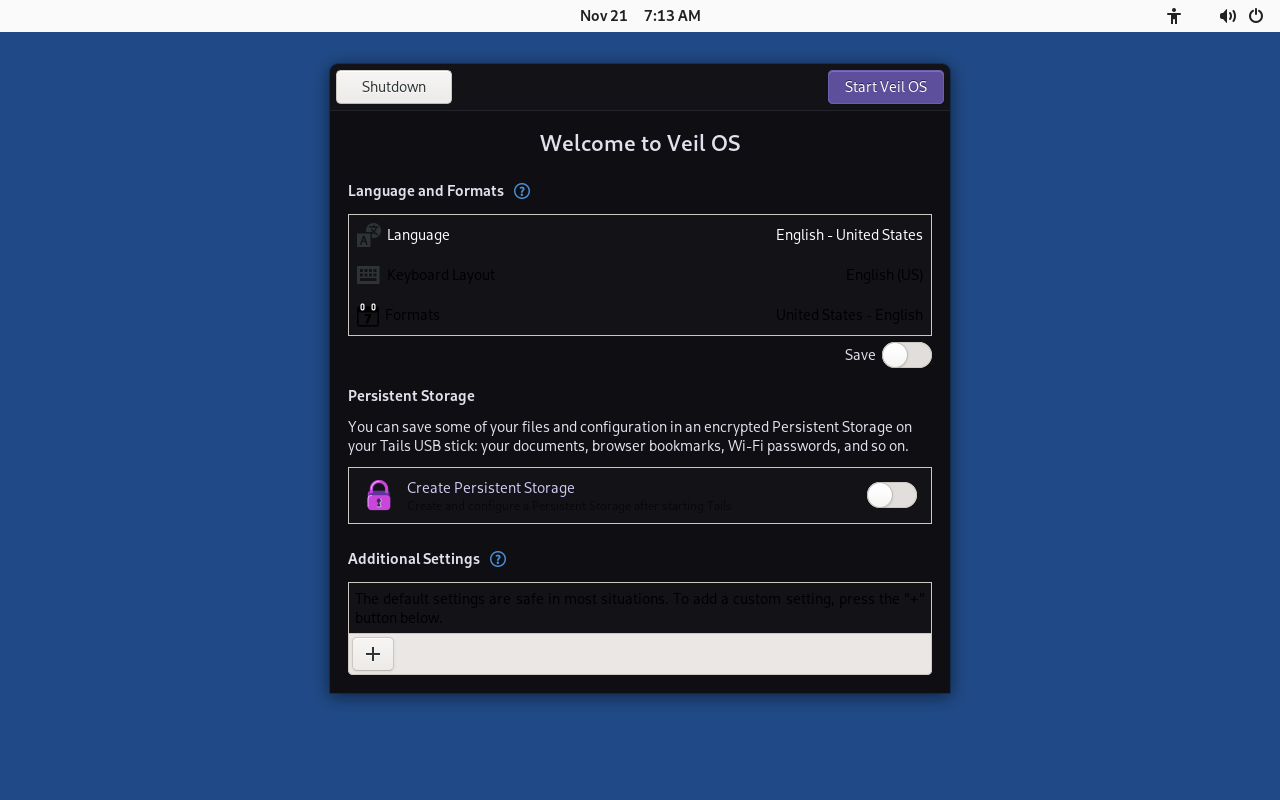 Nov 21 7:13 AM
Shutdown
Start Veil OS
Welcome to Veil OS
Language and Formats ?
Language English - United States
Keyboard Layout English (US)
Formats United States - English
Save
Persistent Storage
You can save some of your files and configuration in an encrypted Persistent Storage on
your Tails USB stick: your documents, browser bookmarks, Wi-Fi passwords, and so on.
Create Persistent Storage
Create and configure a Persistent Storage after starting Tails
Additional Settings ?
The default settings are safe in most situations. To add a custom setting, press the "+"
button below.
+